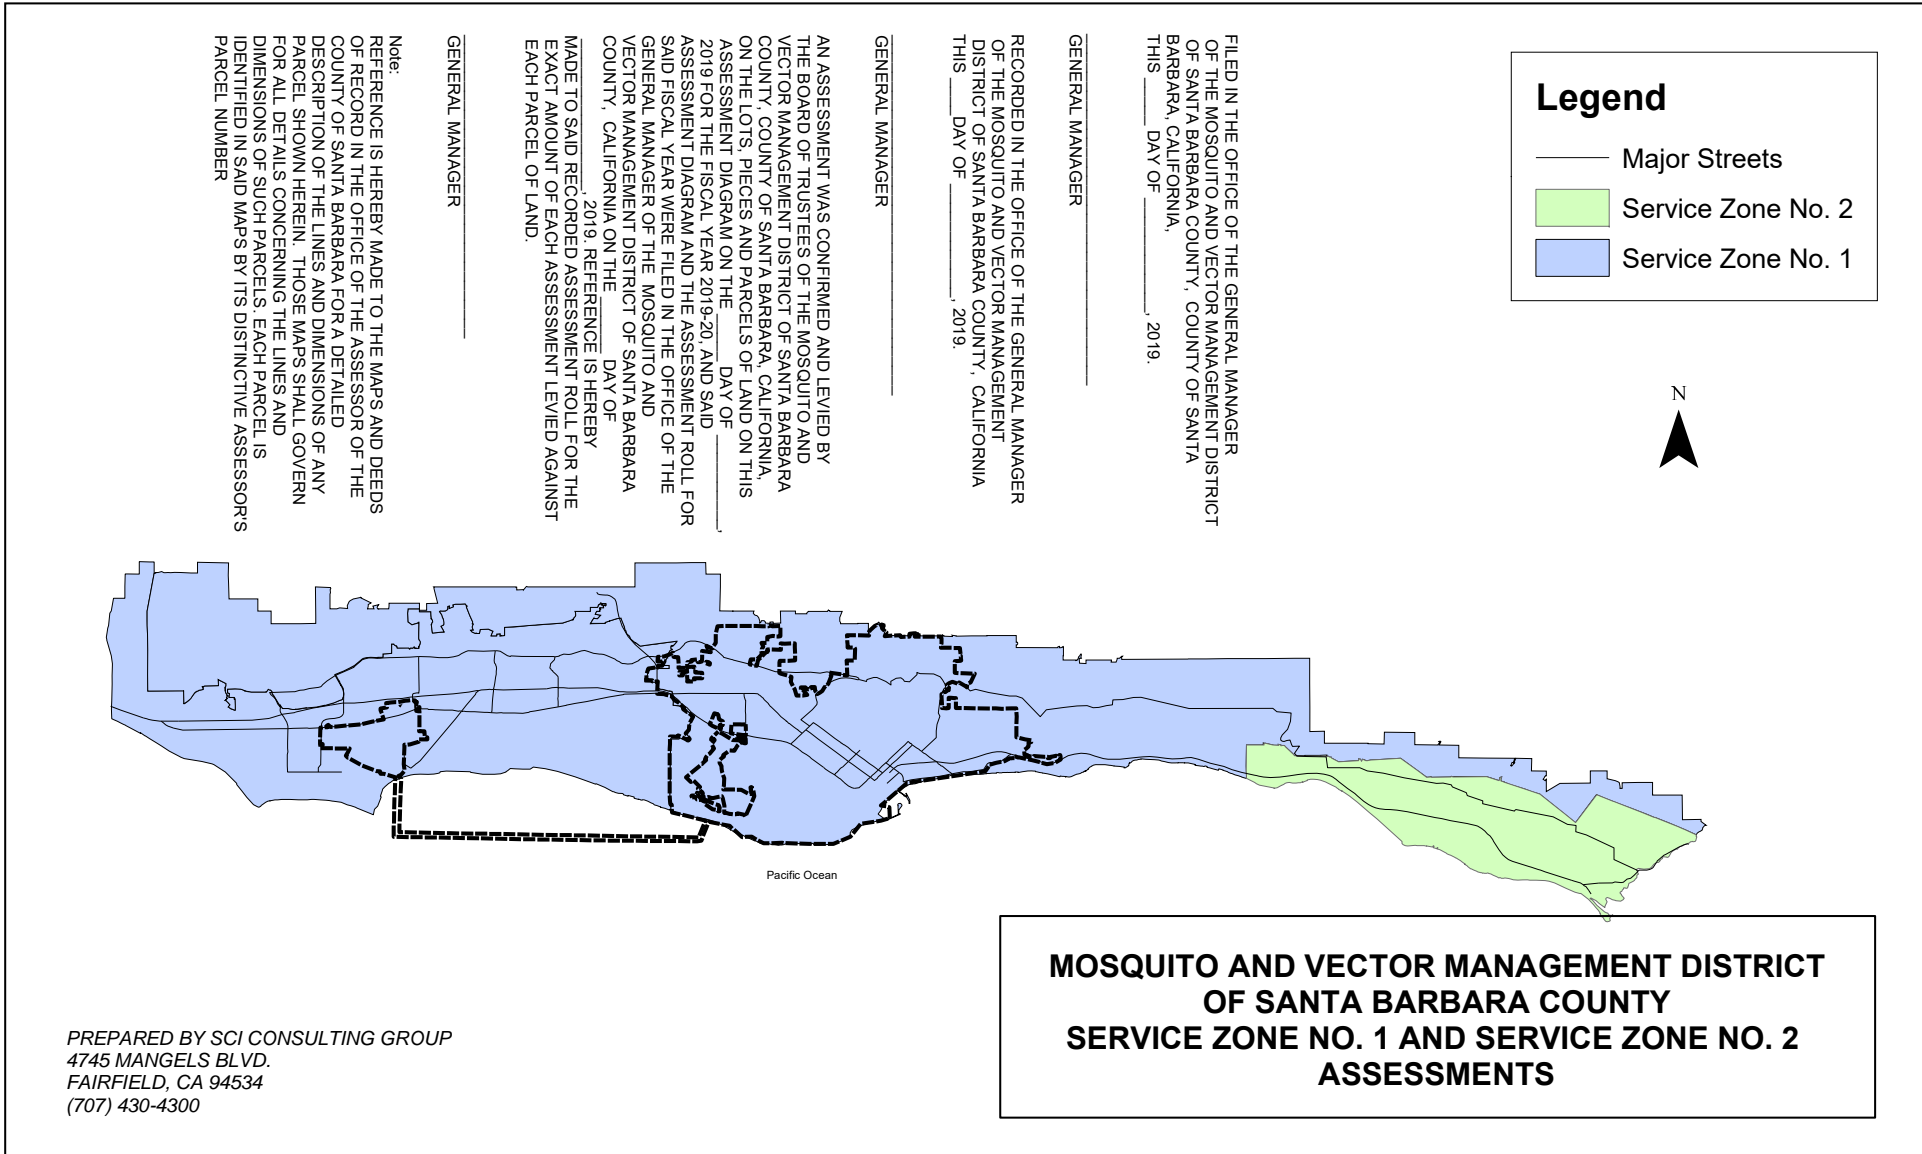 FILED IN THE OFFICE OF THE GENERAL MANAGER
OF THE MOSQUITO AND VECTOR MANAGEMENT DISTRICT
OF SANTA BARBARA COUNTY, COUNTY OF SANTA
BARBARA, CALIFORNIA,
THIS ______ DAY OF ______________, 2019.
GENERAL MANAGER
RECORDED IN THE OFFICE OF THE GENERAL MANAGER
OF THE MOSQUITO AND VECTOR MANAGEMENT
DISTRICT OF SANTA BARBARA COUNTY, CALIFORNIA
THIS ______ DAY OF ______________, 2019.
GENERAL MANAGER
AN ASSESSMENT WAS CONFIRMED AND LEVIED BY
THE BOARD OF TRUSTEES OF THE MOSQUITO AND
VECTOR MANAGEMENT DISTRICT OF SANTA BARBARA
COUNTY, COUNTY OF SANTA BARBARA, CALIFORNIA,
ON THE LOTS, PIECES AND PARCELS OF LAND ON THIS
ASSESSMENT DIAGRAM ON THE ______ DAY OF ____________,
2019 FOR THE FISCAL YEAR 2019-20, AND SAID
ASSESSMENT DIAGRAM AND THE ASSESSMENT ROLL FOR
SAID FISCAL YEAR WERE FILED IN THE OFFICE OF THE
GENERAL MANAGER OF THE MOSQUITO AND
VECTOR MANAGEMENT DISTRICT OF SANTA BARBARA
COUNTY, CALIFORNIA ON THE ________ DAY OF
________________, 2019. REFERENCE IS HEREBY
MADE TO SAID RECORDED ASSESSMENT ROLL FOR THE
EXACT AMOUNT OF EACH ASSESSMENT LEVIED AGAINST
EACH PARCEL OF LAND.
GENERAL MANAGER
Note:
REFERENCE IS HEREBY MADE TO THE MAPS AND DEEDS
OF RECORD IN THE OFFICE OF THE ASSESSOR OF THE
COUNTY OF SANTA BARBARA FOR A DETAILED
DESCRIPTION OF THE LINES AND DIMENSIONS OF ANY
PARCEL SHOWN HEREIN. THOSE MAPS SHALL GOVERN
FOR ALL DETAILS CONCERNING THE LINES AND
DIMENSIONS OF SUCH PARCELS. EACH PARCEL IS
IDENTIFIED IN SAID MAPS BY ITS DISTINCTIVE ASSESSOR'S
PARCEL NUMBER
Legend
Major Streets
Service Zone No. 2
Service Zone No. 1
N
Pacific Ocean
MOSQUITO AND VECTOR MANAGEMENT DISTRICT
OF SANTA BARBARA COUNTY
SERVICE ZONE NO. 1 AND SERVICE ZONE NO. 2
ASSESSMENTS
PREPARED BY SCI CONSULTING GROUP
4745 MANGELS BLVD.
FAIRFIELD, CA 94534
(707) 430-4300